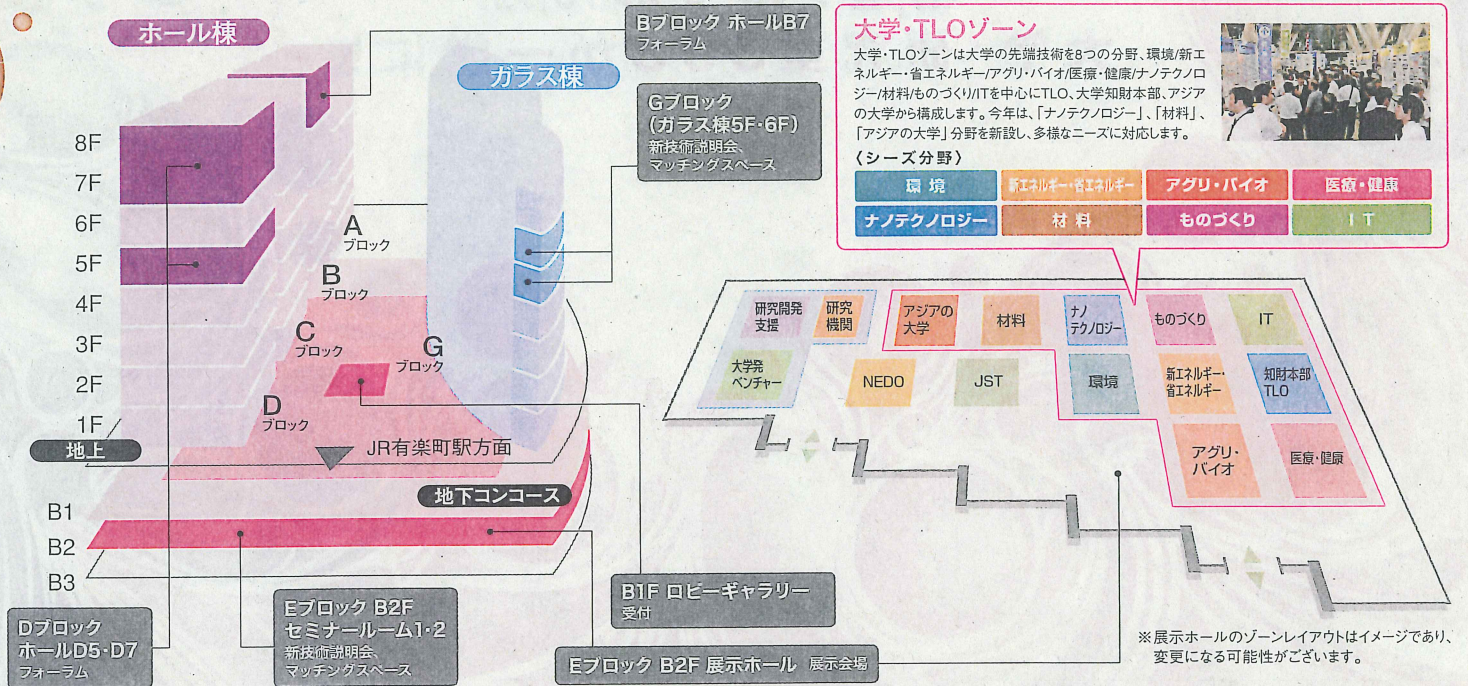 ホール棟
Bブロック ホールB7
フォーラム
ガラス棟
Gブロック
(ガラス棟5F・6F)
新技術説明会、
マッチングスペース
8F
7F
6F
5F
4F
3F
2F
1F
地上
B1
B2
B3
A
ブロック
B
ブロック
C
ブロック
G
ブロック
D
ブロック
JR有楽町駅方面
地下コンコース
Dブロック
ホールD5・D7
フォーラム
Eブロック B2F
セミナールーム1・2
新技術説明会、
マッチングスペース
B1F ロビーギャラリー
受付
Eブロック B2F 展示ホール 展示会場
大学・TLOゾーン
大学・TLOゾーンは大学の先端技術を8つの分野、環境/新エ
ネルギー・省エネルギー/アグリ・バイオ/医療・健康/ナノテクノロ
ジー/材料/ものづくり/ITを中心にTLO、大学知財本部、アジア
の大学から構成します。今年は、「ナノテクノロジー」、「材料」、
「アジアの大学」分野を新設し、多様なニーズに対応します。
〈シーズ分野〉
環 境
新エネルギー・省エネルギー
アグリ・バイオ
医療・健康
ナノテクノロジー
材 料
ものづくり
I T
研究開発
支援
研究
機関
アジアの
大学
材料
ナノ
テクノロジー
ものづくり
IT
大学発
ベンチャー
NEDO
JST
環境
新エネルギー・
省エネルギー
知財本部
TLO
アグリ・
バイオ
医療・健康
※展示ホールのゾーンレイアウトはイメージであり、
変更になる可能性がございます。